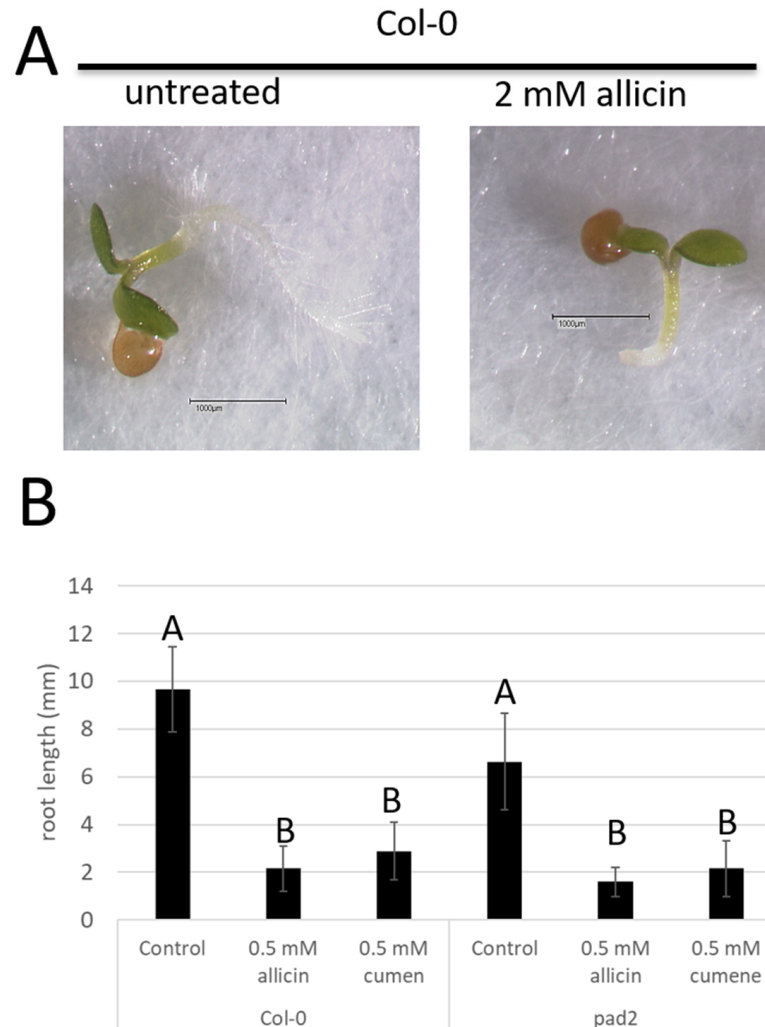 A
Col-0
untreated
2 mM allicin
1000µm
1000µm
B
14
12
10
8
6
4
2
0
root length (mm)
A
B
B
A
B
B
Control
0.5 mM
allicin
0.5 mM
cumen
Control
0.5 mM
allicin
0.5 mM
cumene
Col-0
pad2